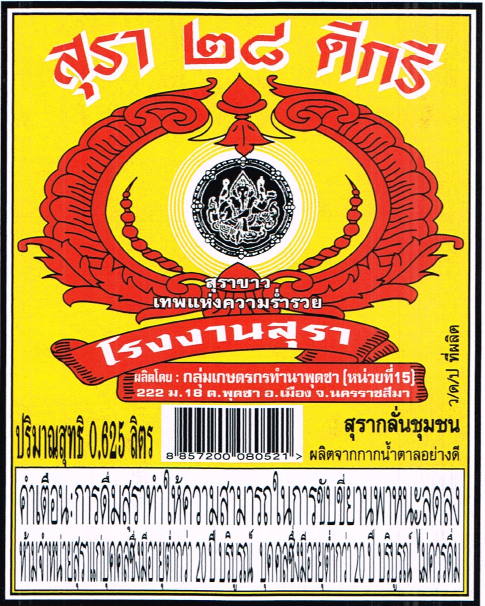 สุรา ๒๘ ดีกรี
สุราขาว
เทพแห่งความร่ำรวย
โรงงานสุรา
ผลิตโดย : กลุ่มเกษตรกรทำนาพุดซา (หน่วยที่15)
222 ม.18 ต.พุดซา อ.เมือง จ.นครราชสีมา
ว/ด/ป ที่ผลิต
ปริมาณสุทธิ 0.625 ลิตร
8 857200 080521 >
สุรากลั่นชุมชน
ผลิตจากกากน้ำตาลอย่างดี
คำเตือน:การดื่มสุราทำให้ความสามารถในการขับขี่ยานพาหนะลดลง
ห้ามจำหน่ายสุราแก่บุคคลซึ่งมีอายุต่ำกว่า 20 ปี บริบูรณ์ บุคคลซึ่งมีอายุต่ำกว่า 20 ปี บริบูรณ์ ไม่ควรดื่ม